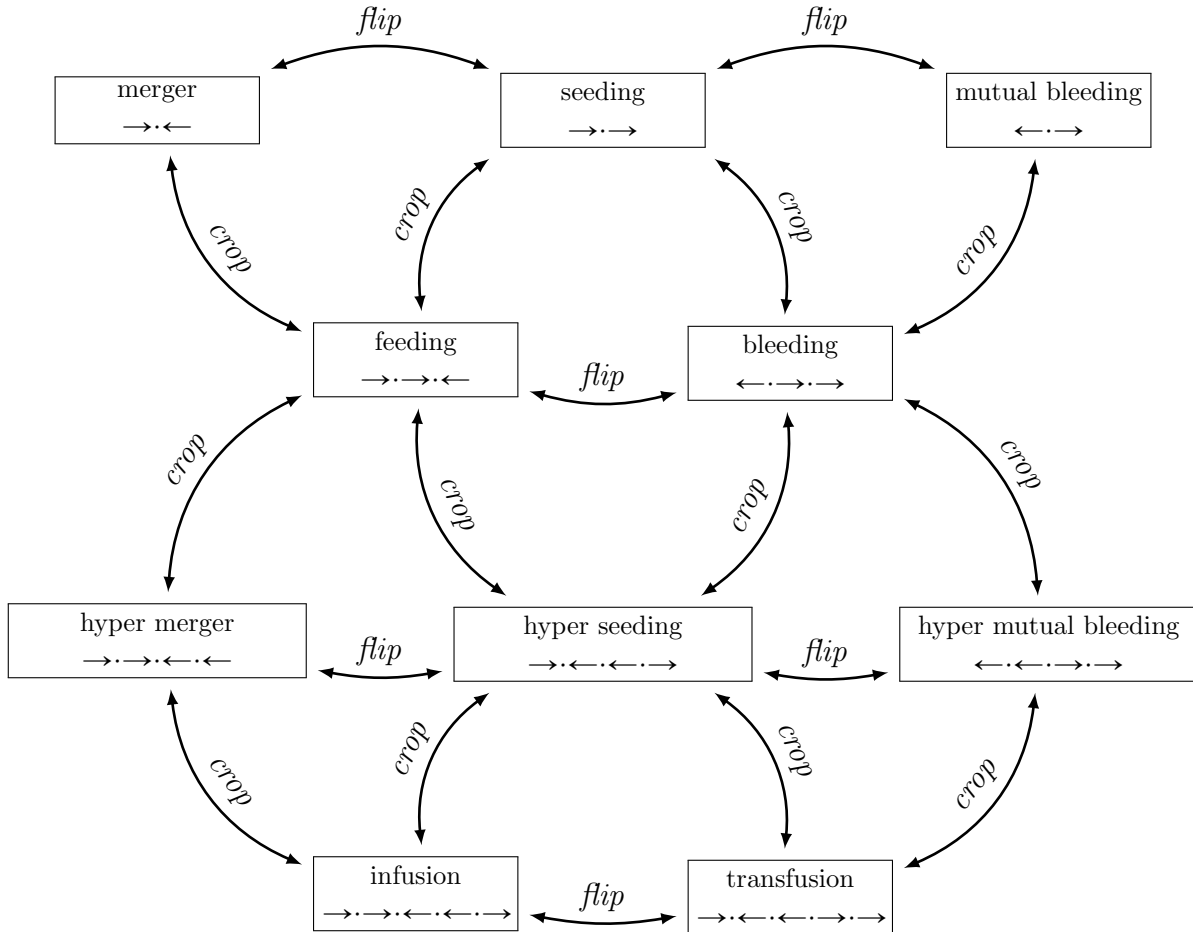 flip flip
merger seeding mutual bleeding
→·← →·→ ←·→
crop crop crop crop
feeding bleeding
→·→·← ←·→·→
flip
crop crop crop crop
hyper merger hyper seeding hyper mutual bleeding
→·→·←·← →·←·←·→ ←·←·→·→
flip flip
crop crop crop crop
infusion transfusion
→·→·←·←·→ →·←·←·→·→
flip